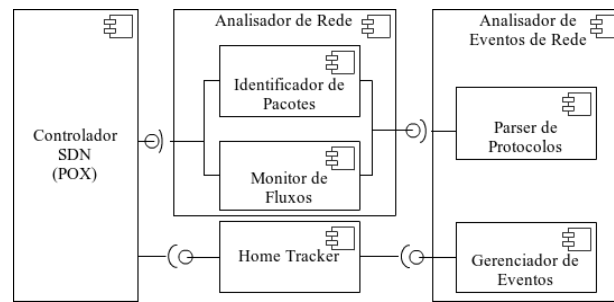 Controlador
SDN
(POX)
Analisador de Rede
Identificador de
Pacotes
Monitor de
Fluxos
Home Tracker
Analisador de
Eventos de Rede
Parser de
Protocolos
Gerenciador de
Eventos